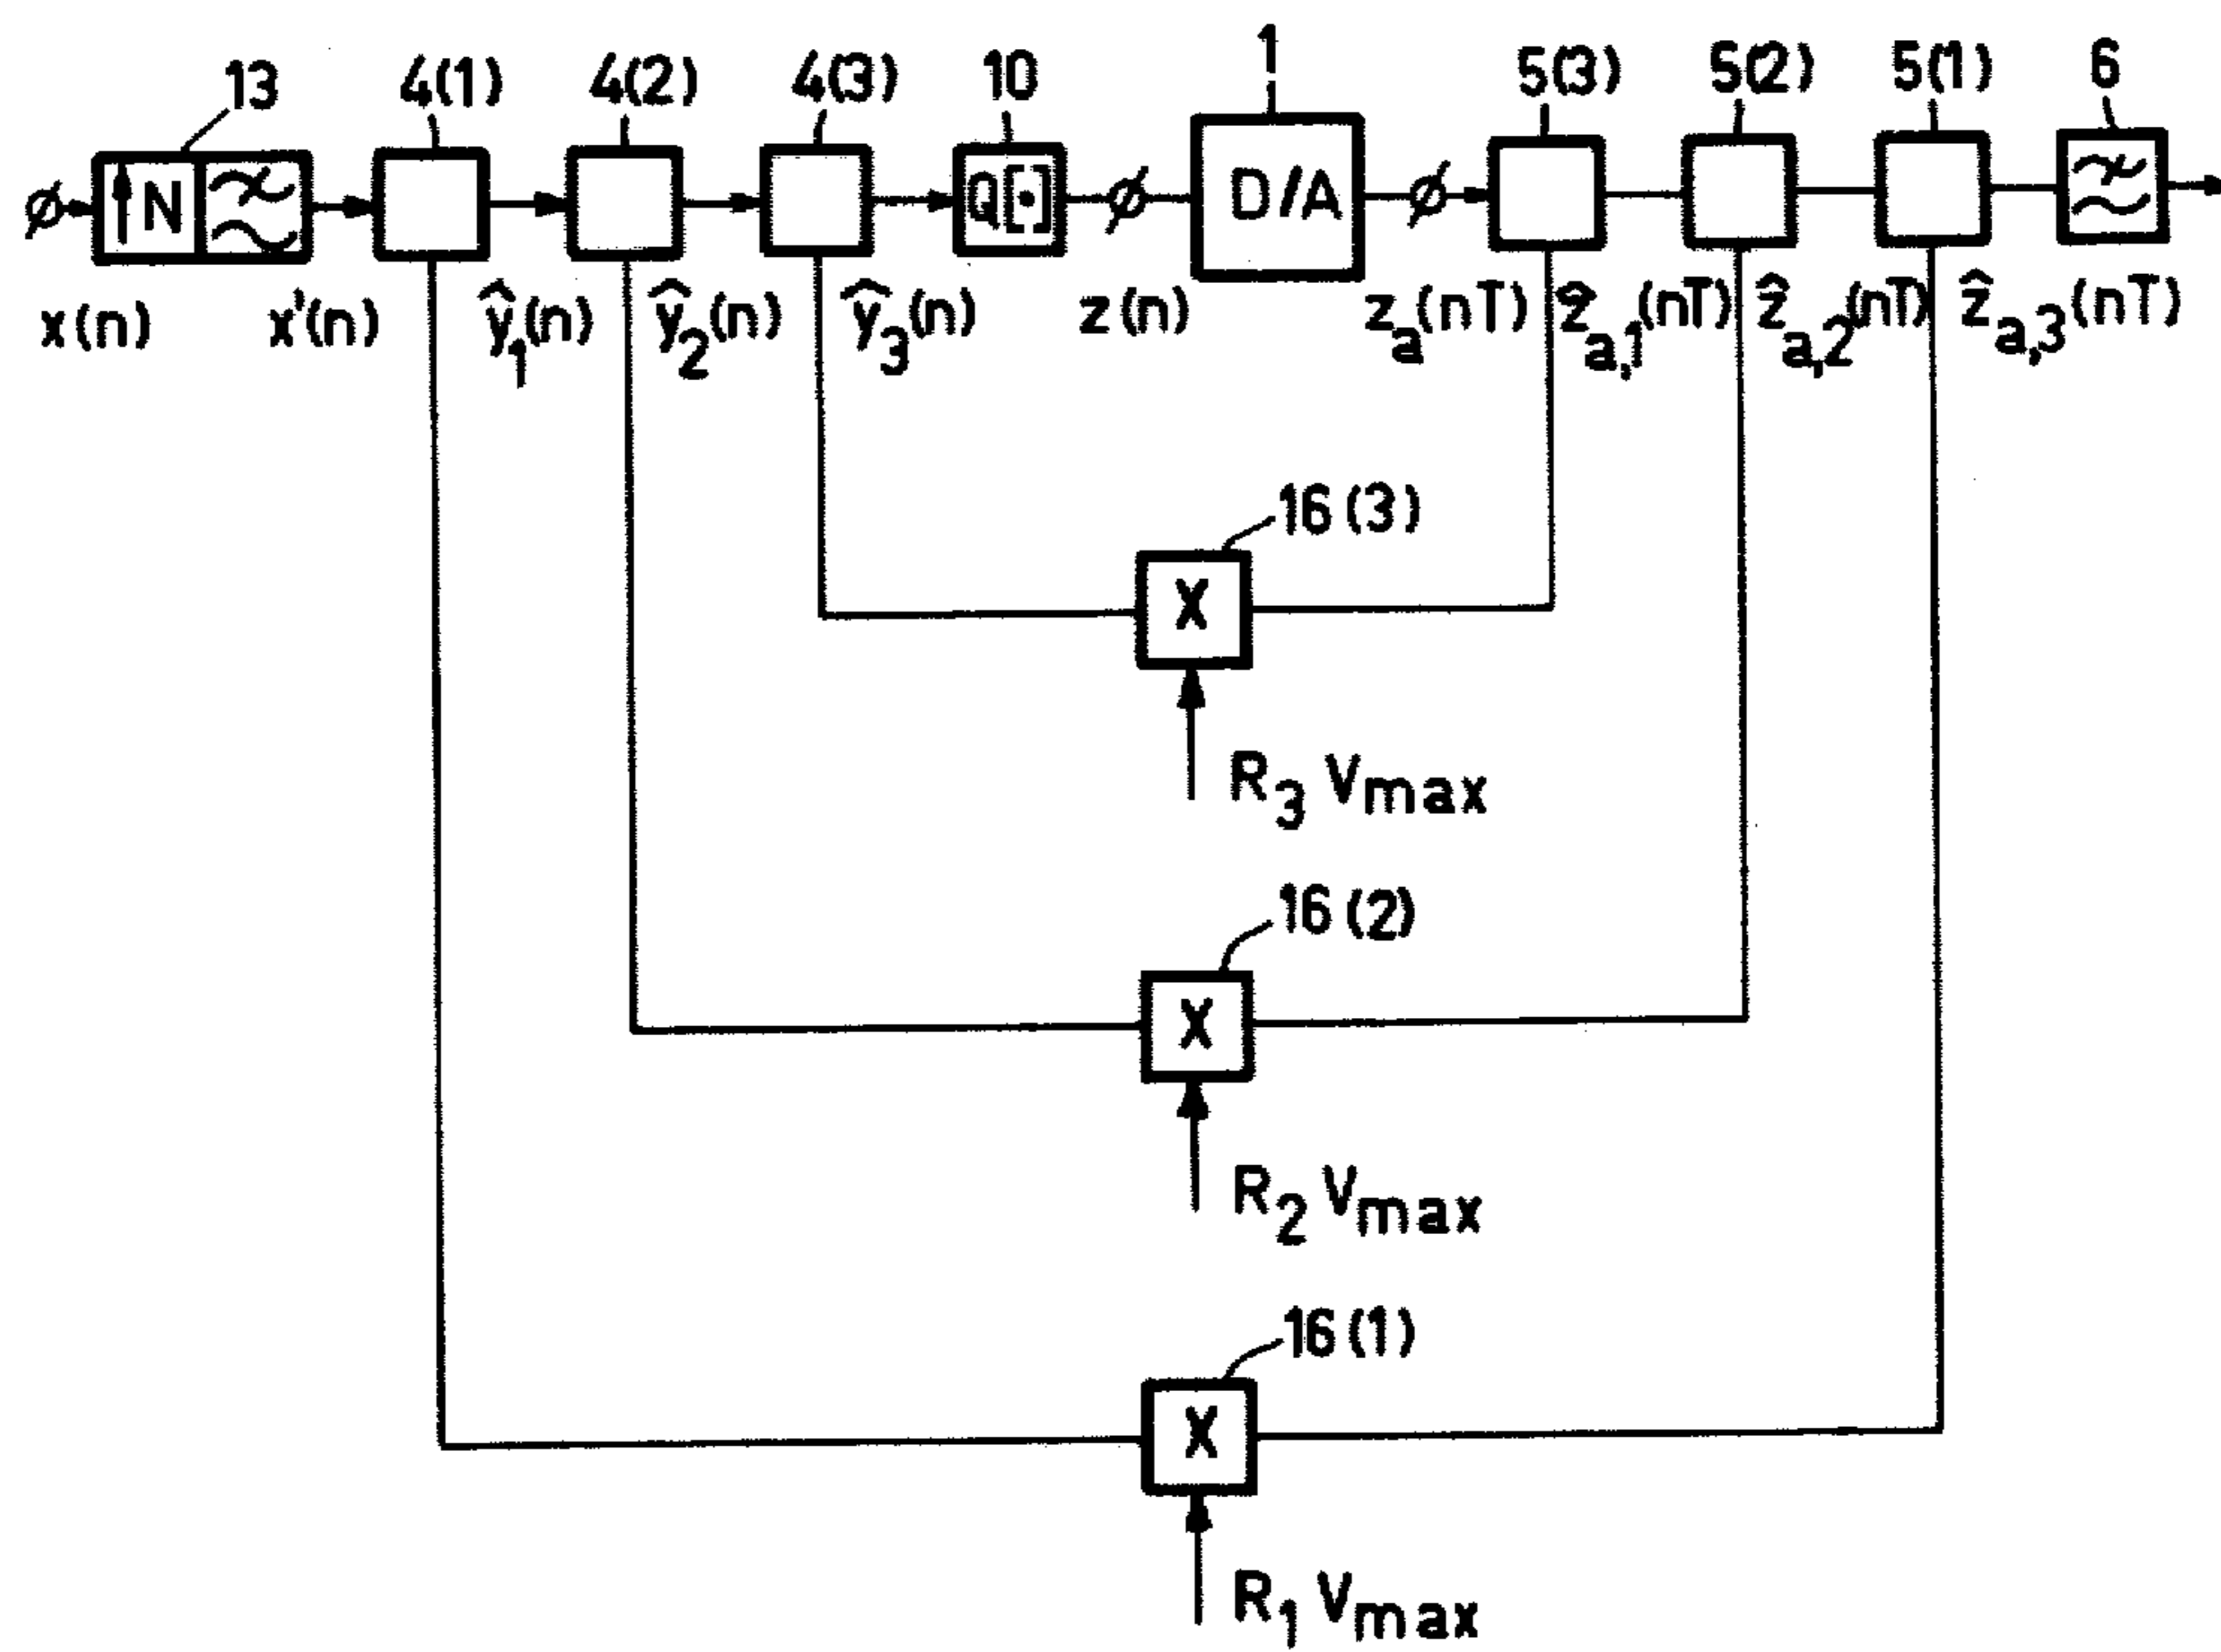 13 4(1) 4(2) 4(3) 10 1 5(3) 5(2) 5(1) 6
N Q[•] D/A
x(n) x'(n) ŷ1(n) ŷ2(n) ŷ3(n) z(n) za(nT) ẑa,1(nT) ẑa,2(nT) ẑa,3(nT)
16(3)
X
R3 Vmax
16(2)
X
R2 Vmax
16(1)
X
R1 Vmax